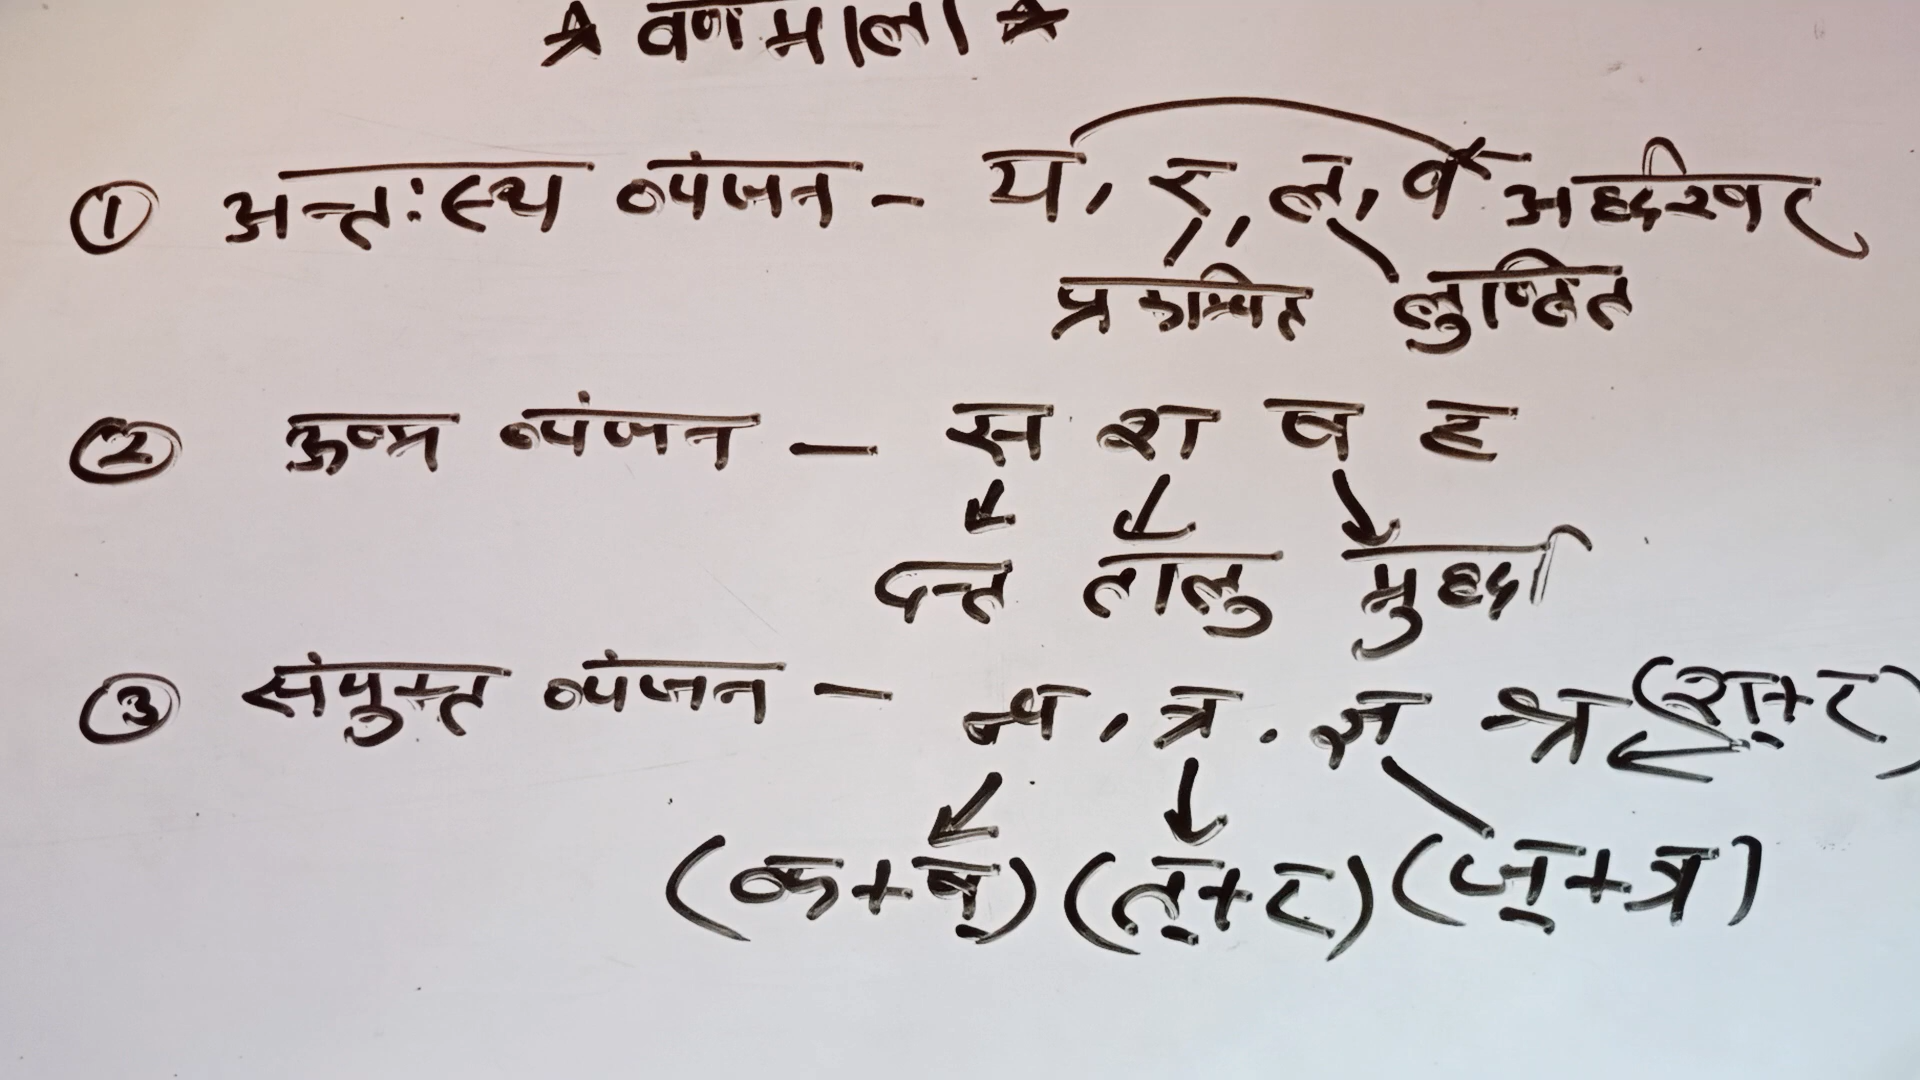 ☆ वर्णमाला ☆
① अन्तःस्थ व्यंजन - य, र, ल, व अर्द्धस्वर
प्रकम्पित लुण्ठित
② ऊष्म व्यंजन - स श ष ह
दन्त तालु मुर्द्धा
③ संयुक्त व्यंजन - क्ष, त्र, ज्ञ श्र (श्+र)
(क+ष्) (त्+र) (ज्+त्र)